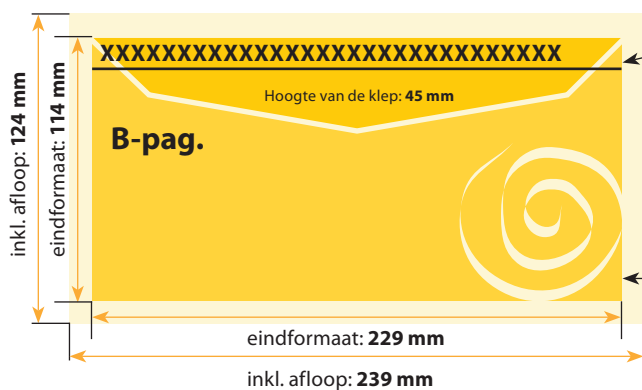 XXXXXXXXXXXXXXXXXXXXXXXXXXXXXX
Hoogte van de klep: 45 mm
B-pag.
inkl. afloop: 124 mm
eindformaat: 114 mm
eindformaat: 229 mm
inkl. afloop: 239 mm